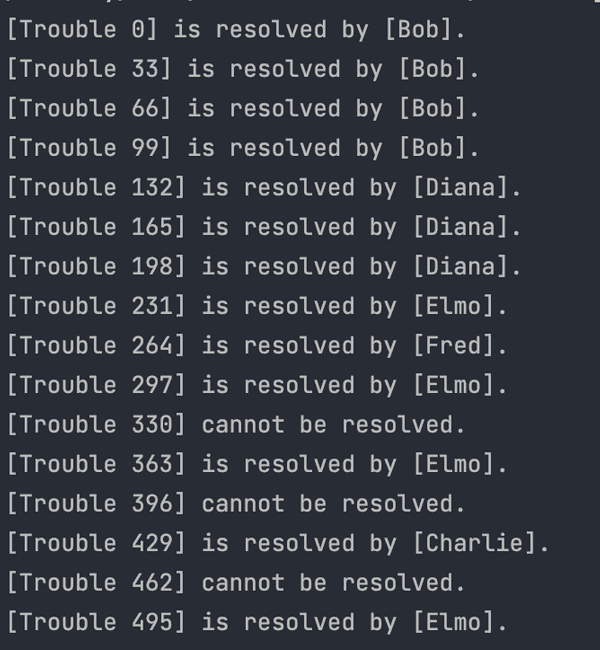 [Trouble 0] is resolved by [Bob].
[Trouble 33] is resolved by [Bob].
[Trouble 66] is resolved by [Bob].
[Trouble 99] is resolved by [Bob].
[Trouble 132] is resolved by [Diana].
[Trouble 165] is resolved by [Diana].
[Trouble 198] is resolved by [Diana].
[Trouble 231] is resolved by [Elmo].
[Trouble 264] is resolved by [Fred].
[Trouble 297] is resolved by [Elmo].
[Trouble 330] cannot be resolved.
[Trouble 363] is resolved by [Elmo].
[Trouble 396] cannot be resolved.
[Trouble 429] is resolved by [Charlie].
[Trouble 462] cannot be resolved.
[Trouble 495] is resolved by [Elmo].